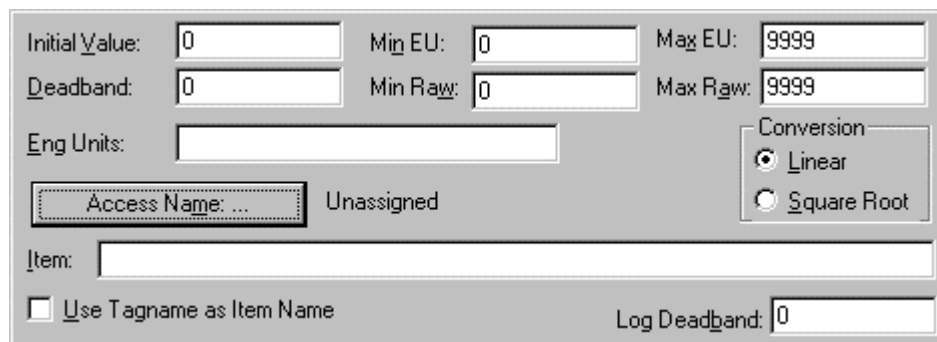 Initial Value: 0 Min EU: 0 Max EU: 9999
Deadband: 0 Min Raw: 0 Max Raw: 9999
Eng Units:
Conversion
Linear
Access Name: ... Unassigned
Square Root
Item:
Use Tagname as Item Name
Log Deadband: 0